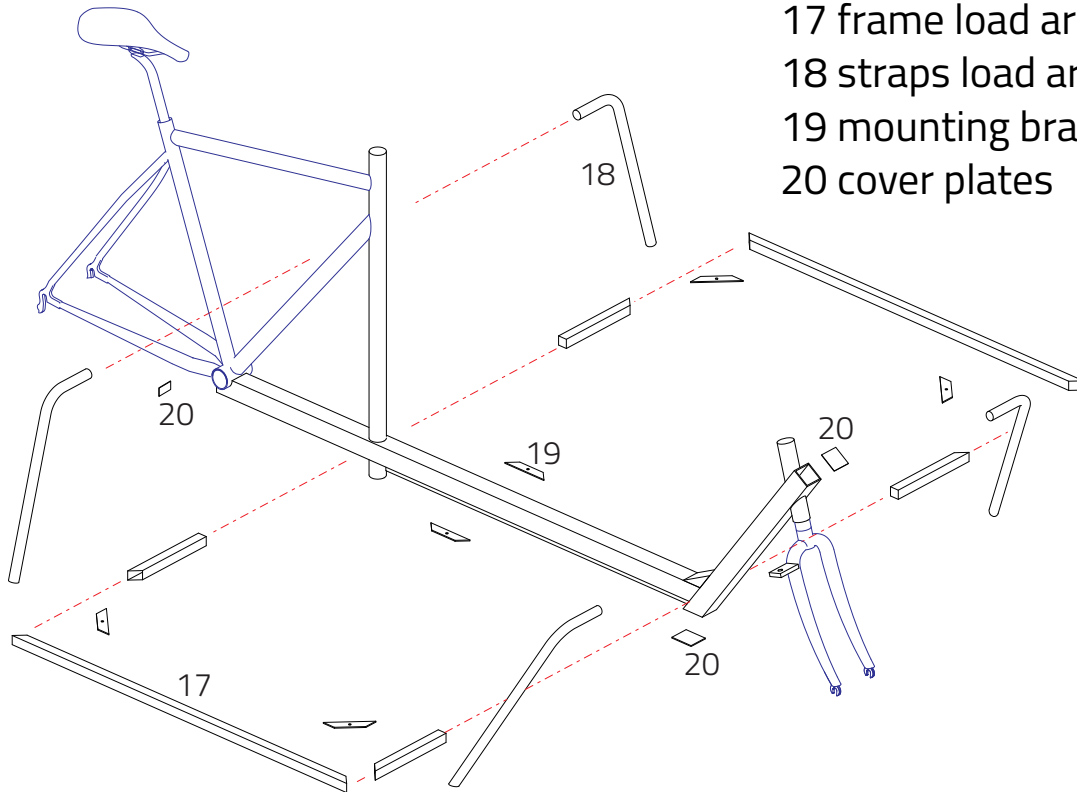 17 frame load ar
18 straps load ar
19 mounting bra
20 cover plates
18
20
19
20
17
20